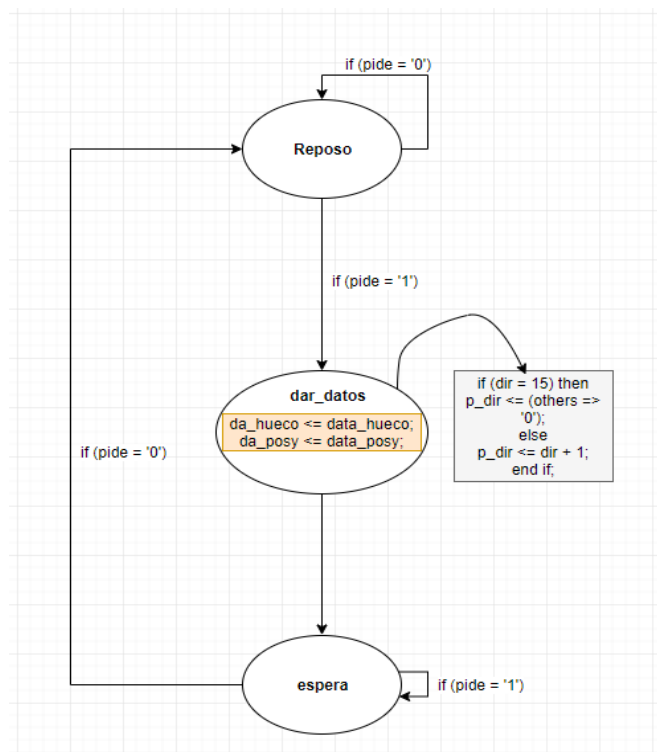 if (pide = '0')
Reposo
if (pide = '1')
dar_datos
da_hueco <= data_hueco;
da_posy <= data_posy;
if (dir = 15) then
p_dir <= (others =>
'0');
else
p_dir <= dir + 1;
end if;
if (pide = '0')
espera
if (pide = '1')